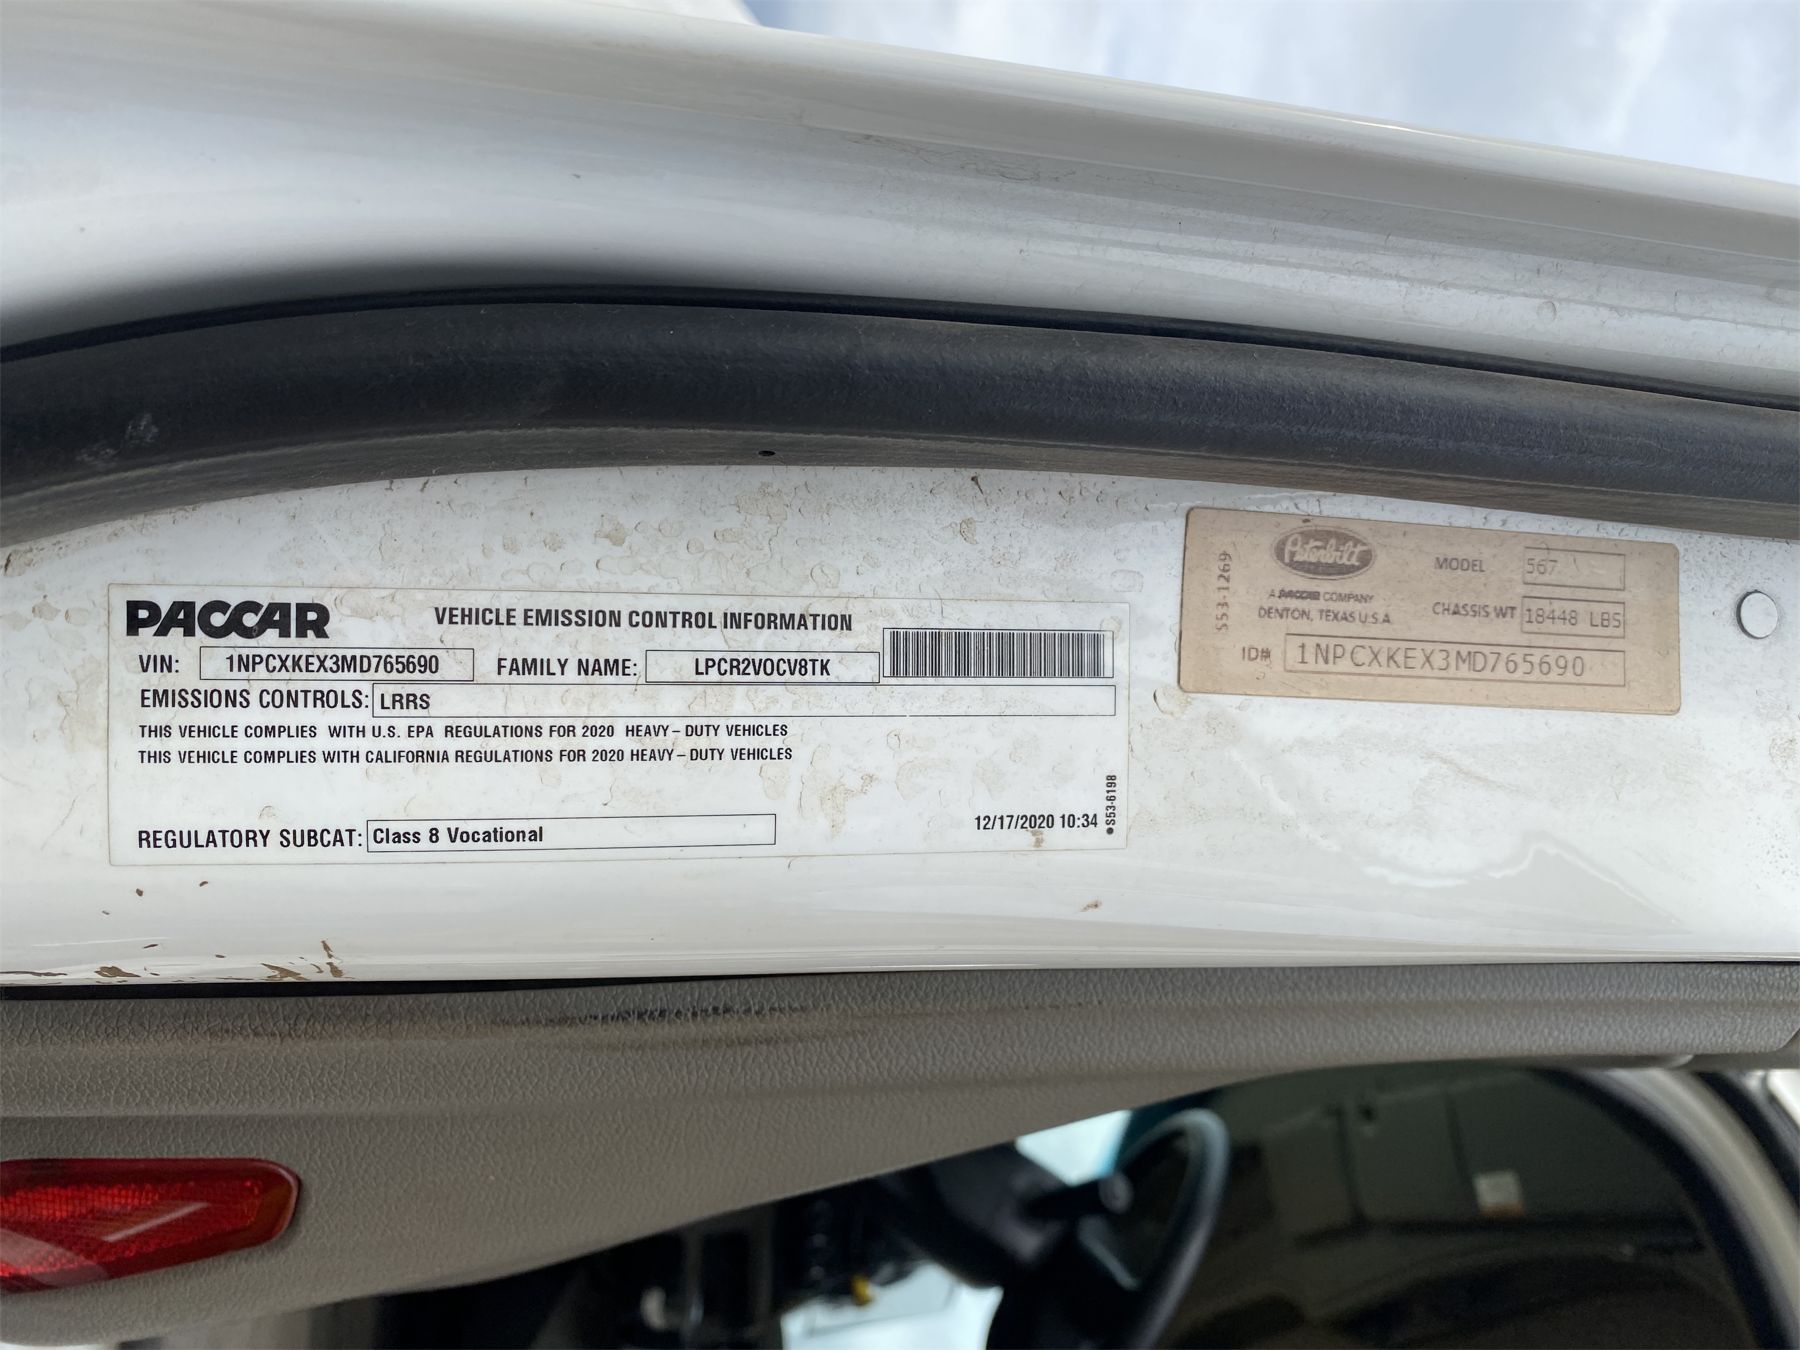 PACCAR VEHICLE EMISSION CONTROL INFORMATION
VIN: 1NPCXKEX3MD765690 FAMILY NAME: LPCR2VOCV8TK
EMISSIONS CONTROLS: LRRS
THIS VEHICLE COMPLIES WITH U.S. EPA REGULATIONS FOR 2020 HEAVY-DUTY VEHICLES
THIS VEHICLE COMPLIES WITH CALIFORNIA REGULATIONS FOR 2020 HEAVY-DUTY VEHICLES
REGULATORY SUBCAT: Class 8 Vocational
12/17/2020 10:34
S53-6198
S53-1269
Peterbilt
A PACCAR COMPANY
DENTON, TEXAS U.S.A.
MODEL 567
CHASSIS WT 18448 LBS
ID# 1NPCXKEX3MD765690